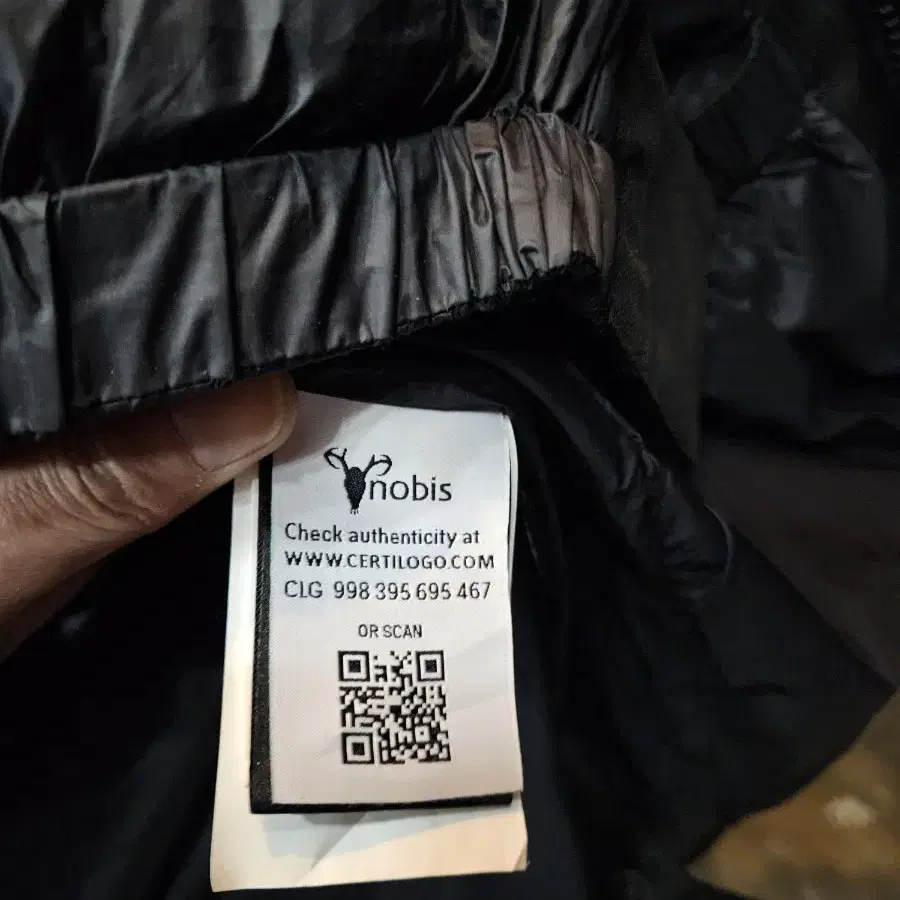 nobis
Check authenticity at
WWW.CERTILOGO.COM
CLG 998 395 695 467
OR SCAN